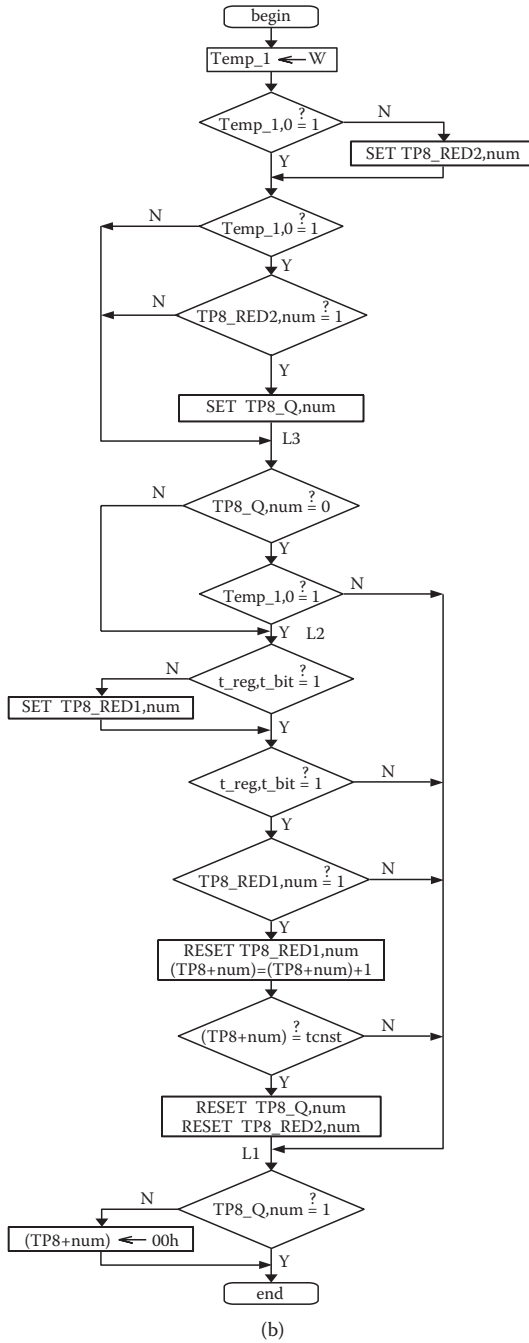 begin
Temp_1 ← W
Temp_1,0 ≟ 1
N
Y
SET TP8_RED2,num
Temp_1,0 ≟ 1
N
Y
TP8_RED2,num ≟ 1
N
Y
SET TP8_Q,num
L3
TP8_Q,num ≟ 0
N
Y
Temp_1,0 ≟ 1
N
Y L2
t_reg,t_bit ≟ 1
N
SET TP8_RED1,num
Y
t_reg,t_bit ≟ 1
N
Y
TP8_RED1,num ≟ 1
N
Y
RESET TP8_RED1,num
(TP8+num)=(TP8+num)+1
(TP8+num) ≟ tcnst
N
Y
RESET TP8_Q,num
RESET TP8_RED2,num
L1
TP8_Q,num ≟ 1
N
(TP8+num) ← 00h
Y
end
(b)